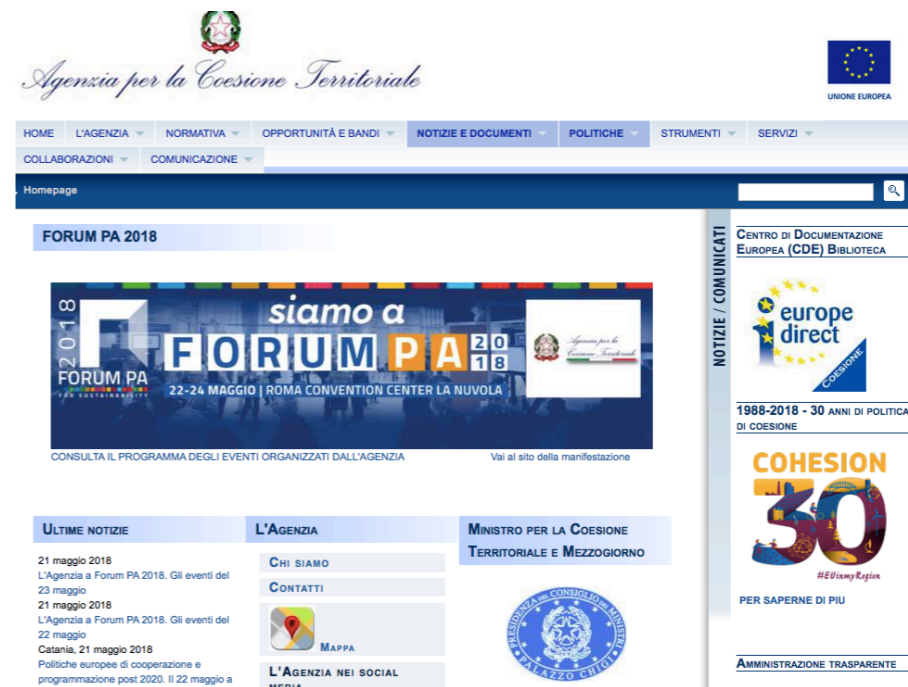 Agenzia per la Coesione Territoriale
UNIONE EUROPEA
HOME L'AGENZIA NORMATIVA OPPORTUNITÀ E BANDI NOTIZIE E DOCUMENTI POLITICHE STRUMENTI SERVIZI
COLLABORAZIONI COMUNICAZIONE
Homepage
FORUM PA 2018
2018
FORUM PA
FOR SUSTAINABILITY
siamo a
FORUM PA 2018
22-24 MAGGIO | ROMA CONVENTION CENTER LA NUVOLA
Agenzia per la
Coesione Territoriale
CONSULTA IL PROGRAMMA DEGLI EVENTI ORGANIZZATI DALL'AGENZIA
Vai al sito della manifestazione
ULTIME NOTIZIE
21 maggio 2018
L'Agenzia a Forum PA 2018. Gli eventi del
23 maggio
21 maggio 2018
L'Agenzia a Forum PA 2018. Gli eventi del
22 maggio
Catania, 21 maggio 2018
Politiche europee di cooperazione e
programmazione post 2020. Il 22 maggio a
L'AGENZIA
CHI SIAMO
CONTATTI
MAPPA
L'AGENZIA NEI SOCIAL
MEDIA
MINISTRO PER LA COESIONE
TERRITORIALE E MEZZOGIORNO
PRESIDENZA DEL CONSIGLIO DEI MINISTRI
PALAZZO CHIGI
NOTIZIE / COMUNICATI
CENTRO DI DOCUMENTAZIONE
EUROPEA (CDE) BIBLIOTECA
europe
direct
COESIONE
1988-2018 - 30 ANNI DI POLITICA
DI COESIONE
COHESION
30
#EUinmyRegion
PER SAPERNE DI PIU
AMMINISTRAZIONE TRASPARENTE